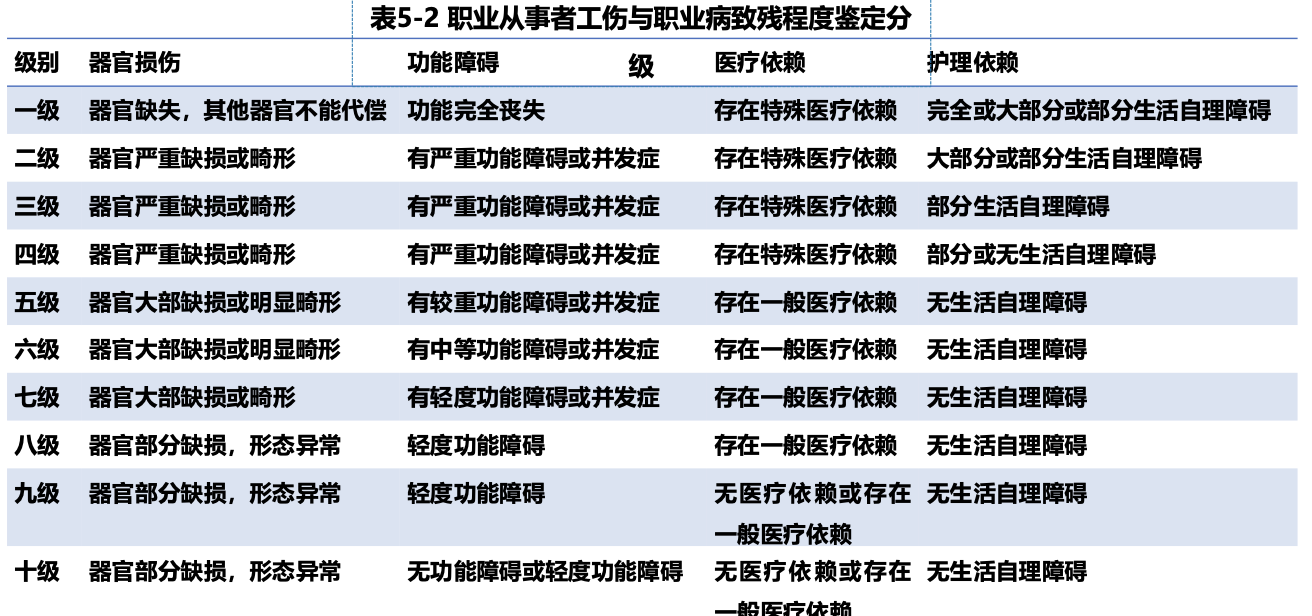 表5-2 职业从事者工伤与职业病致残程度鉴定分
级
级别 器官损伤 功能障碍 医疗依赖 护理依赖
一级 器官缺失，其他器官不能代偿 功能完全丧失 存在特殊医疗依赖 完全或大部分或部分生活自理障碍
二级 器官严重缺损或畸形 有严重功能障碍或并发症 存在特殊医疗依赖 大部分或部分生活自理障碍
三级 器官严重缺损或畸形 有严重功能障碍或并发症 存在特殊医疗依赖 部分生活自理障碍
四级 器官严重缺损或畸形 有严重功能障碍或并发症 存在特殊医疗依赖 部分或无生活自理障碍
五级 器官大部缺损或明显畸形 有较重功能障碍或并发症 存在一般医疗依赖 无生活自理障碍
六级 器官大部缺损或明显畸形 有中等功能障碍或并发症 存在一般医疗依赖 无生活自理障碍
七级 器官大部缺损或畸形 有轻度功能障碍或并发症 存在一般医疗依赖 无生活自理障碍
八级 器官部分缺损，形态异常 轻度功能障碍 存在一般医疗依赖 无生活自理障碍
九级 器官部分缺损，形态异常 轻度功能障碍 无医疗依赖或存在 无生活自理障碍
一般医疗依赖
十级 器官部分缺损，形态异常 无功能障碍或轻度功能障碍 无医疗依赖或存在 无生活自理障碍
一般医疗依赖